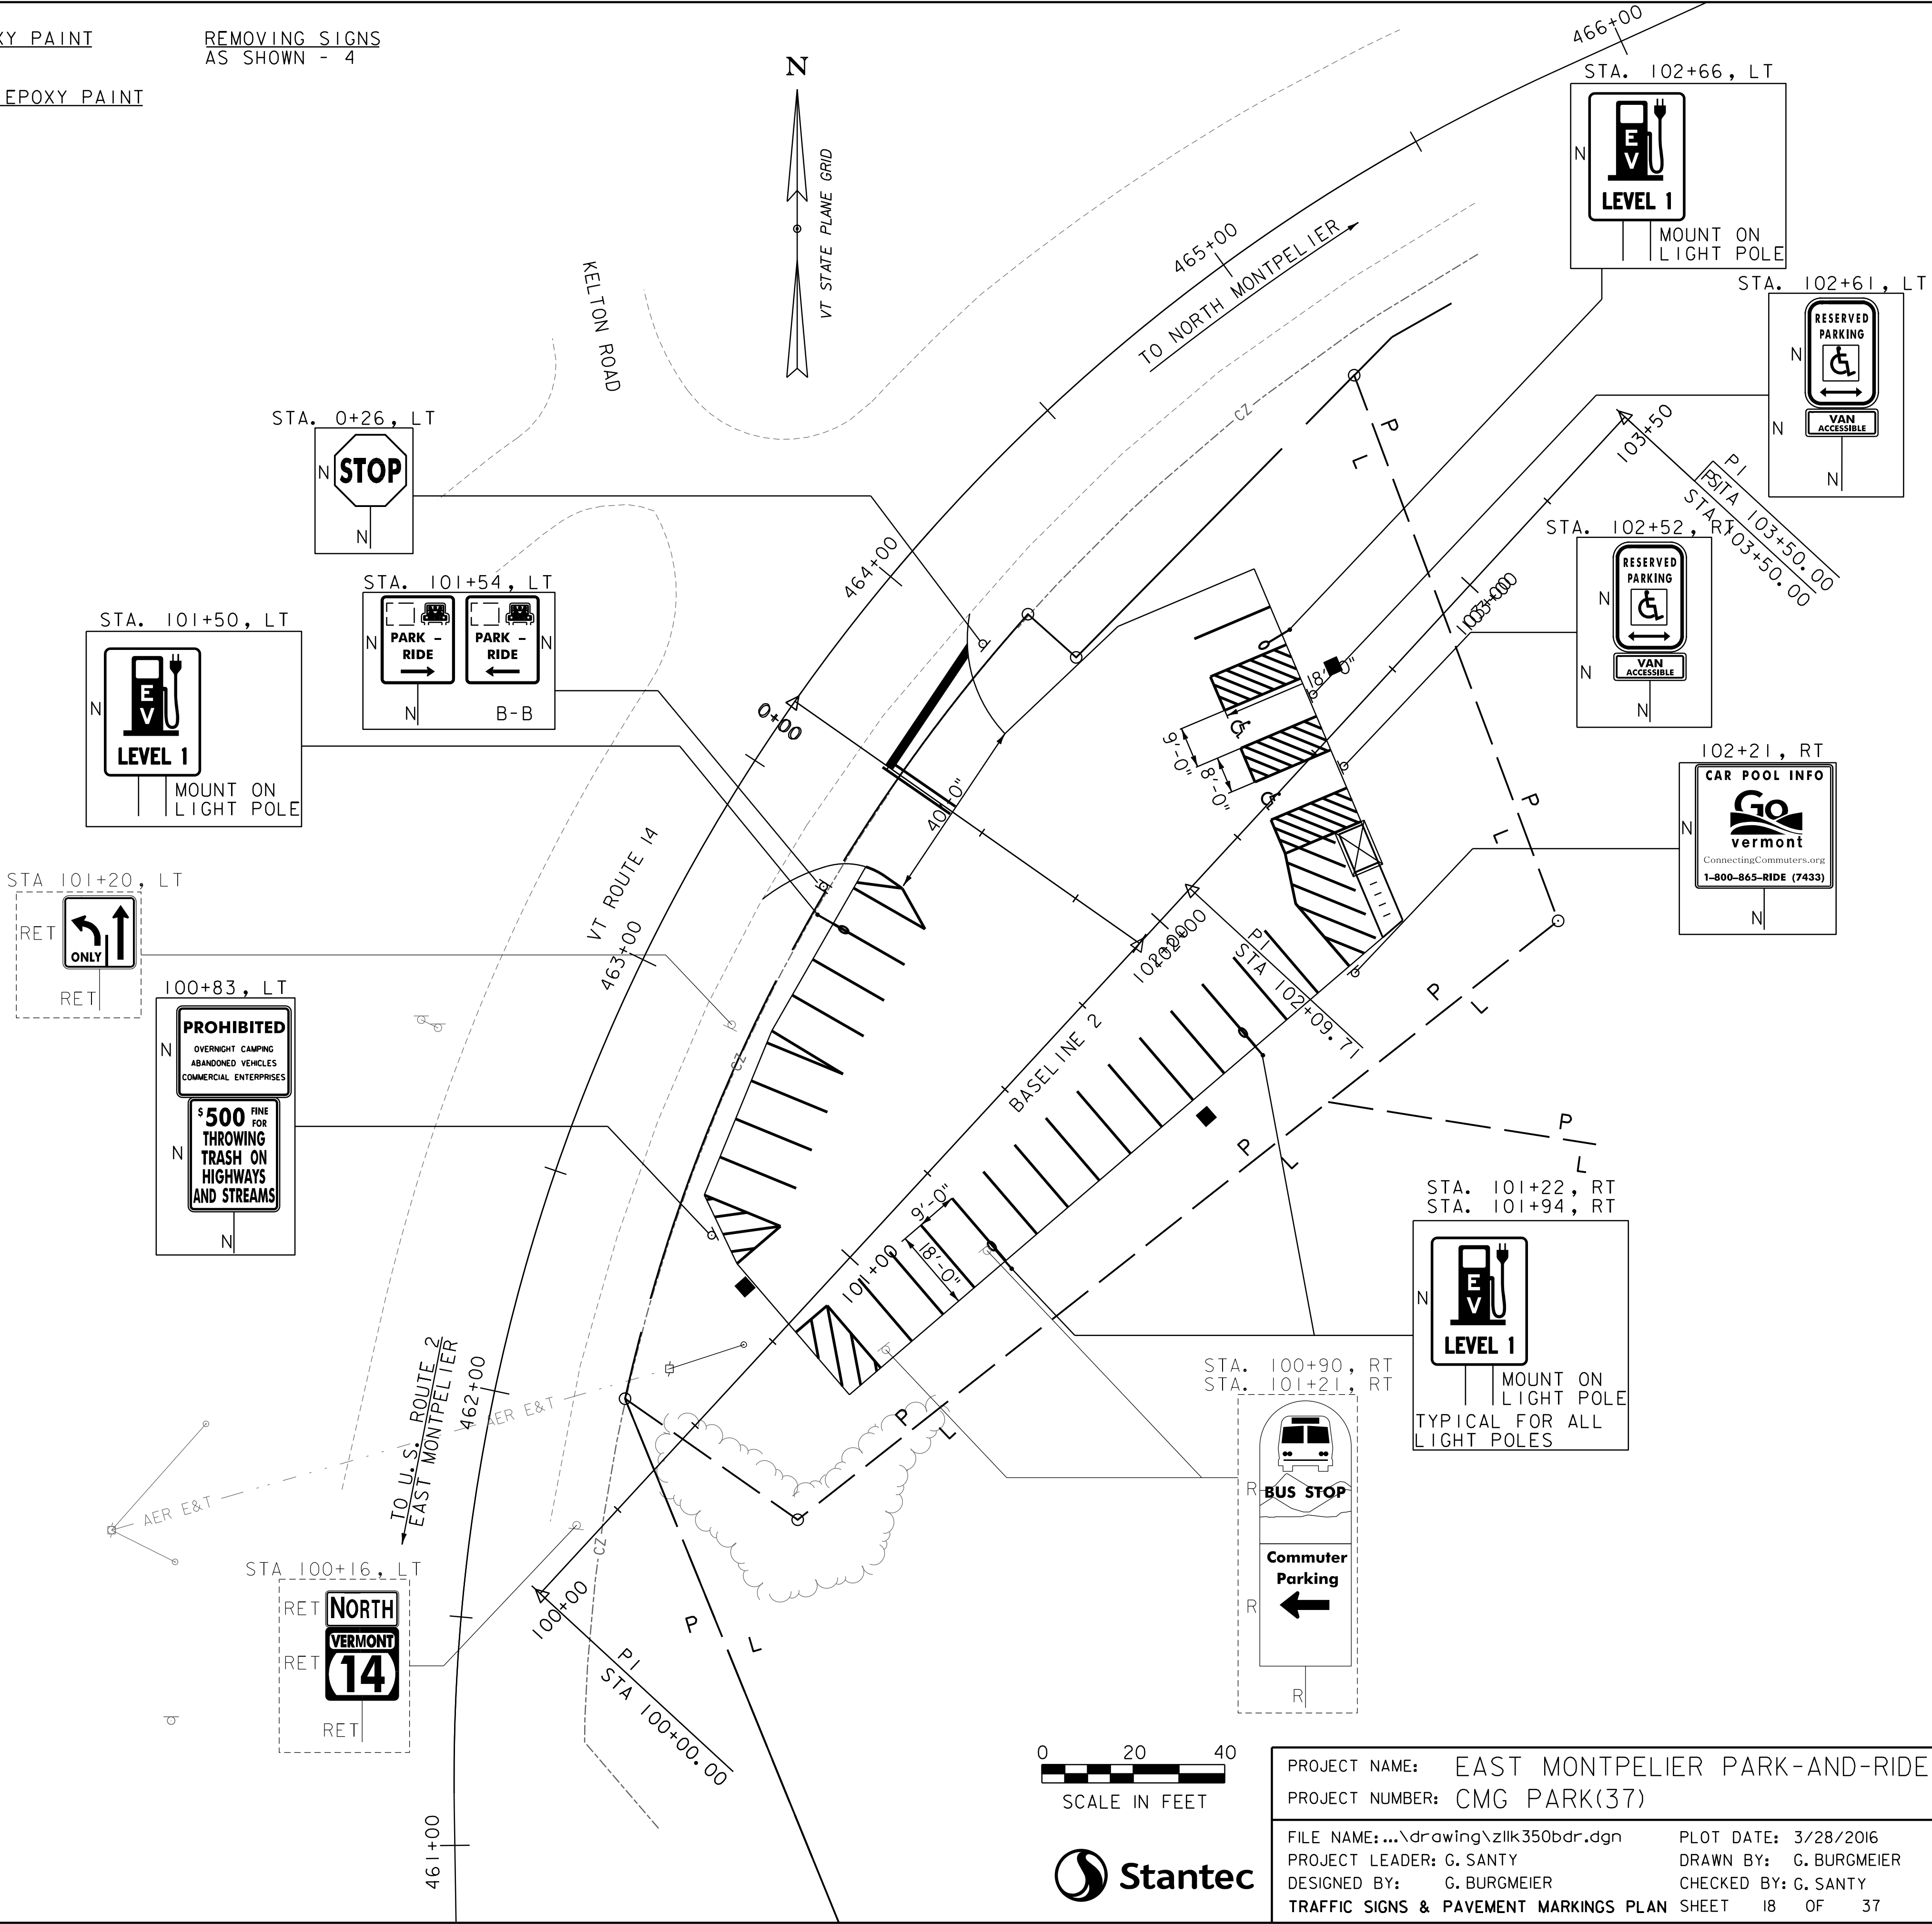 XY PAINT
EPOXY PAINT
REMOVING SIGNS
AS SHOWN - 4
N
VT STATE PLANE GRID
KELTON ROAD
466+00
465+00
TO NORTH MONTPELIER
464+00
CZ
STA. 102+66, LT
N
EV
LEVEL 1
MOUNT ON
LIGHT POLE
STA. 102+61, LT
N
RESERVED
PARKING
N
VAN
ACCESSIBLE
N
STA. 0+26, LT
N
STOP
N
STA. 101+54, LT
N
PARK -
RIDE
PARK -
RIDE
N
N
B-B
STA. 101+50, LT
N
EV
LEVEL 1
MOUNT ON
LIGHT POLE
P
L
103+50
PI
STA 103+50.00
STA 103+50.00
STA. 102+52, RT
N
RESERVED
PARKING
N
VAN
ACCESSIBLE
N
103+00
18'-0"
9'-0"
8'-0"
0+00
40'-0"
P
L
102+21, RT
N
CAR POOL INFO
Go
vermont
ConnectingCommuters.org
1-800-865-RIDE (7433)
N
VT ROUTE 14
463+00
STA 101+20, LT
RET
ONLY
RET
102+00
PI
STA 102+09.71
P
L
100+83, LT
N
PROHIBITED
OVERNIGHT CAMPING
ABANDONED VEHICLES
COMMERCIAL ENTERPRISES
N
$500 FINE FOR
THROWING
TRASH ON
HIGHWAYS
AND STREAMS
N
CZ
BASELINE 2
P
L
P
L
9'-0"
18'-0"
101+00
STA. 101+22, RT
STA. 101+94, RT
N
EV
LEVEL 1
MOUNT ON
LIGHT POLE
TYPICAL FOR ALL
LIGHT POLES
TO U.S. ROUTE 2
EAST MONTPELIER
462+00
AER E&T
AER E&T
P
L
STA. 100+90, RT
STA. 101+21, RT
R
BUS STOP
Commuter
Parking
R
R
CZ
STA 100+16, LT
RET
NORTH
RET
VERMONT
14
RET
100+00
PI
STA 100+00.00
P
L
461+00
0 20 40
SCALE IN FEET
Stantec
PROJECT NAME: EAST MONTPELIER PARK-AND-RIDE
PROJECT NUMBER: CMG PARK(37)
FILE NAME: ...\drawing\z11k350bdr.dgn PLOT DATE: 3/28/2016
PROJECT LEADER: G. SANTY DRAWN BY: G. BURGMEIER
DESIGNED BY: G. BURGMEIER CHECKED BY: G. SANTY
TRAFFIC SIGNS & PAVEMENT MARKINGS PLAN SHEET 18 OF 37